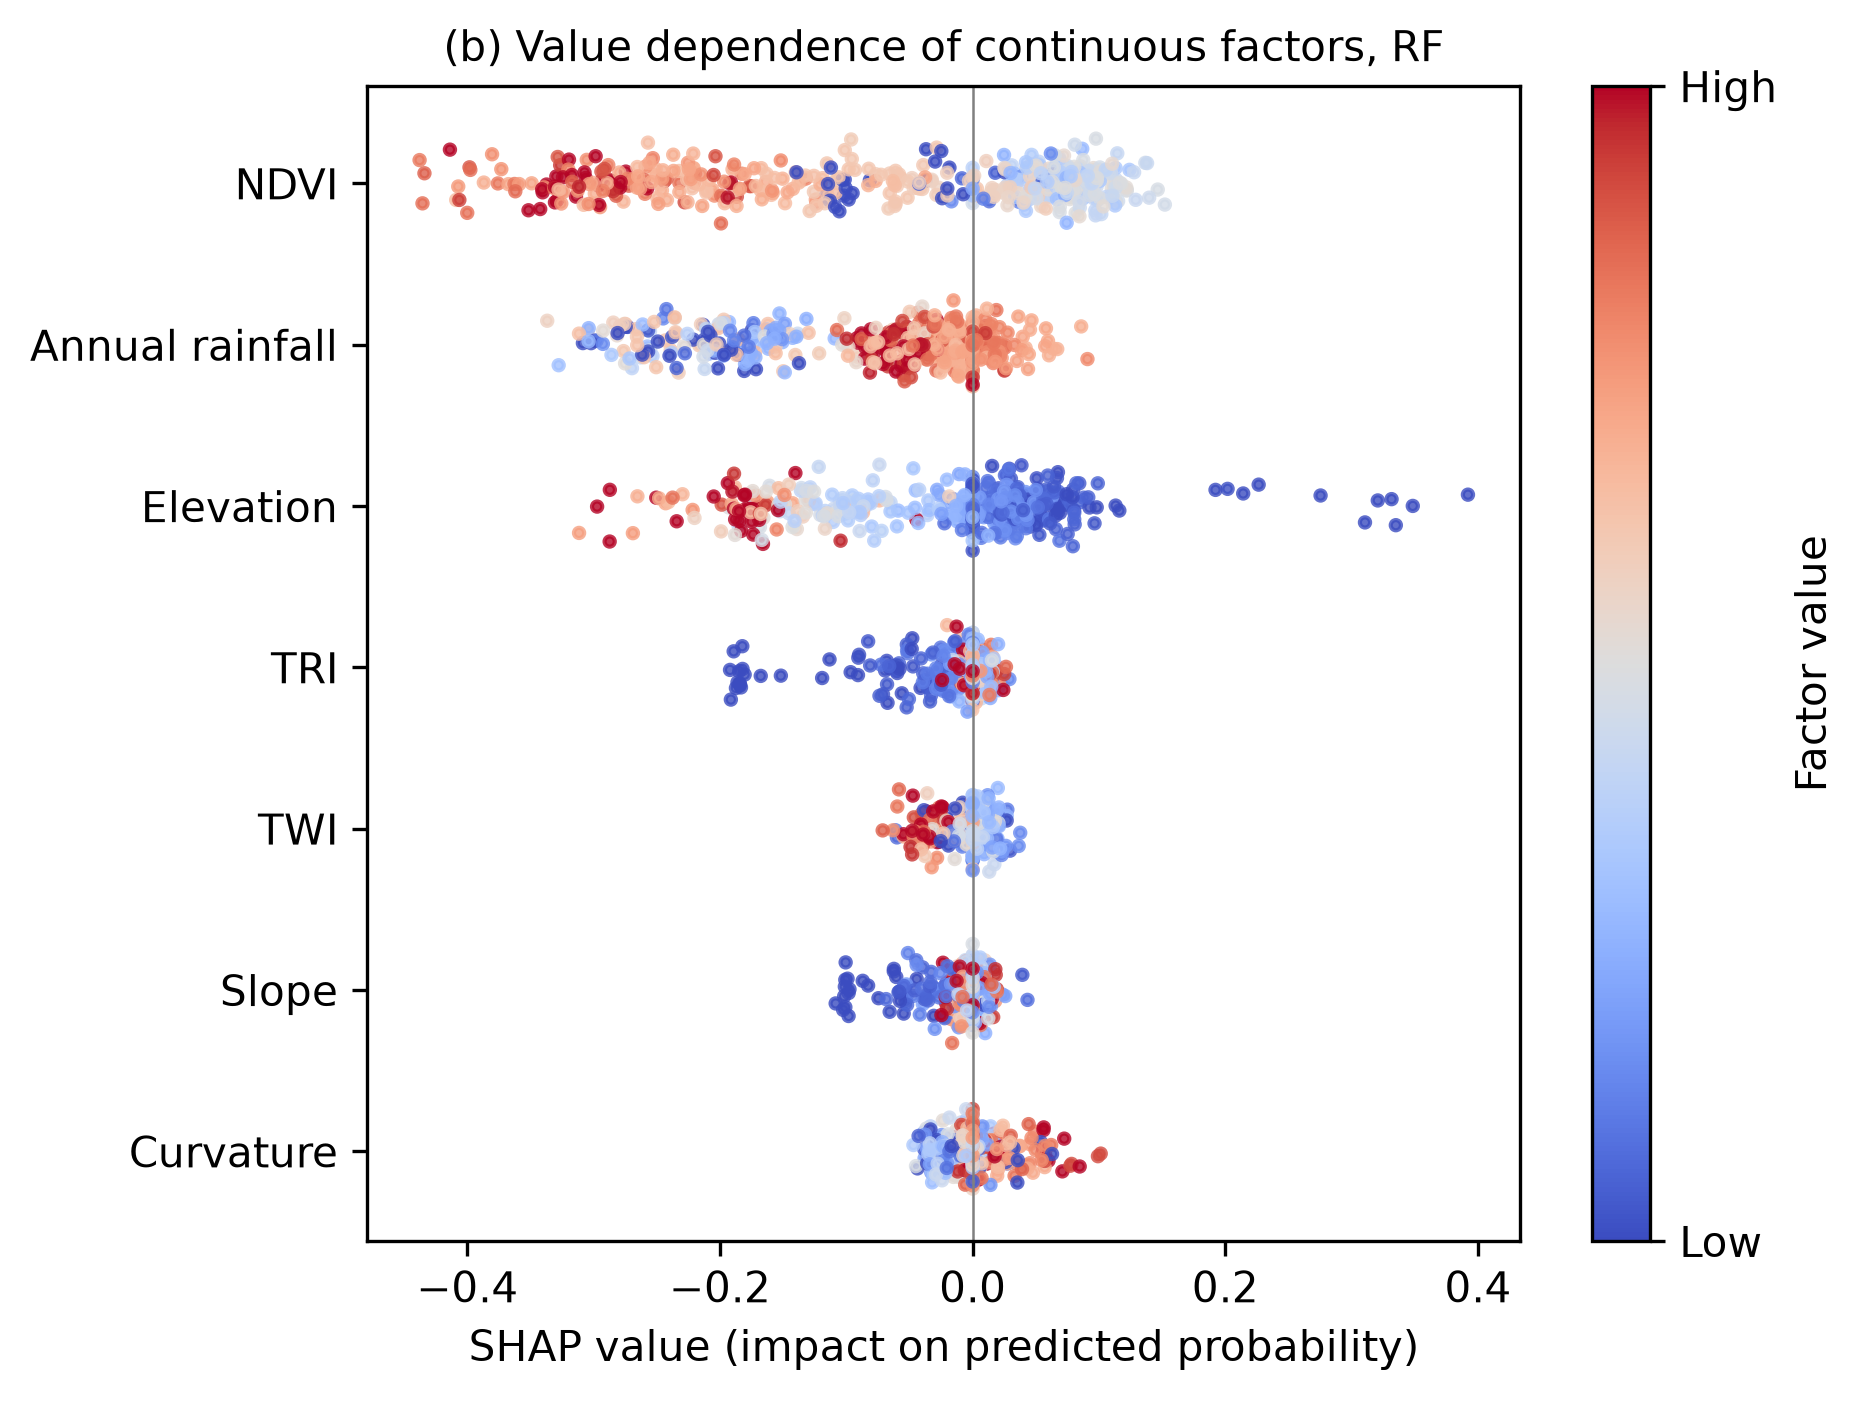 (b) Value dependence of continuous factors, RF
NDVI
Annual rainfall
Elevation
TRI
TWI
Slope
Curvature
−0.4
−0.2
0.0
0.2
0.4
SHAP value (impact on predicted probability)
High
Low
Factor value